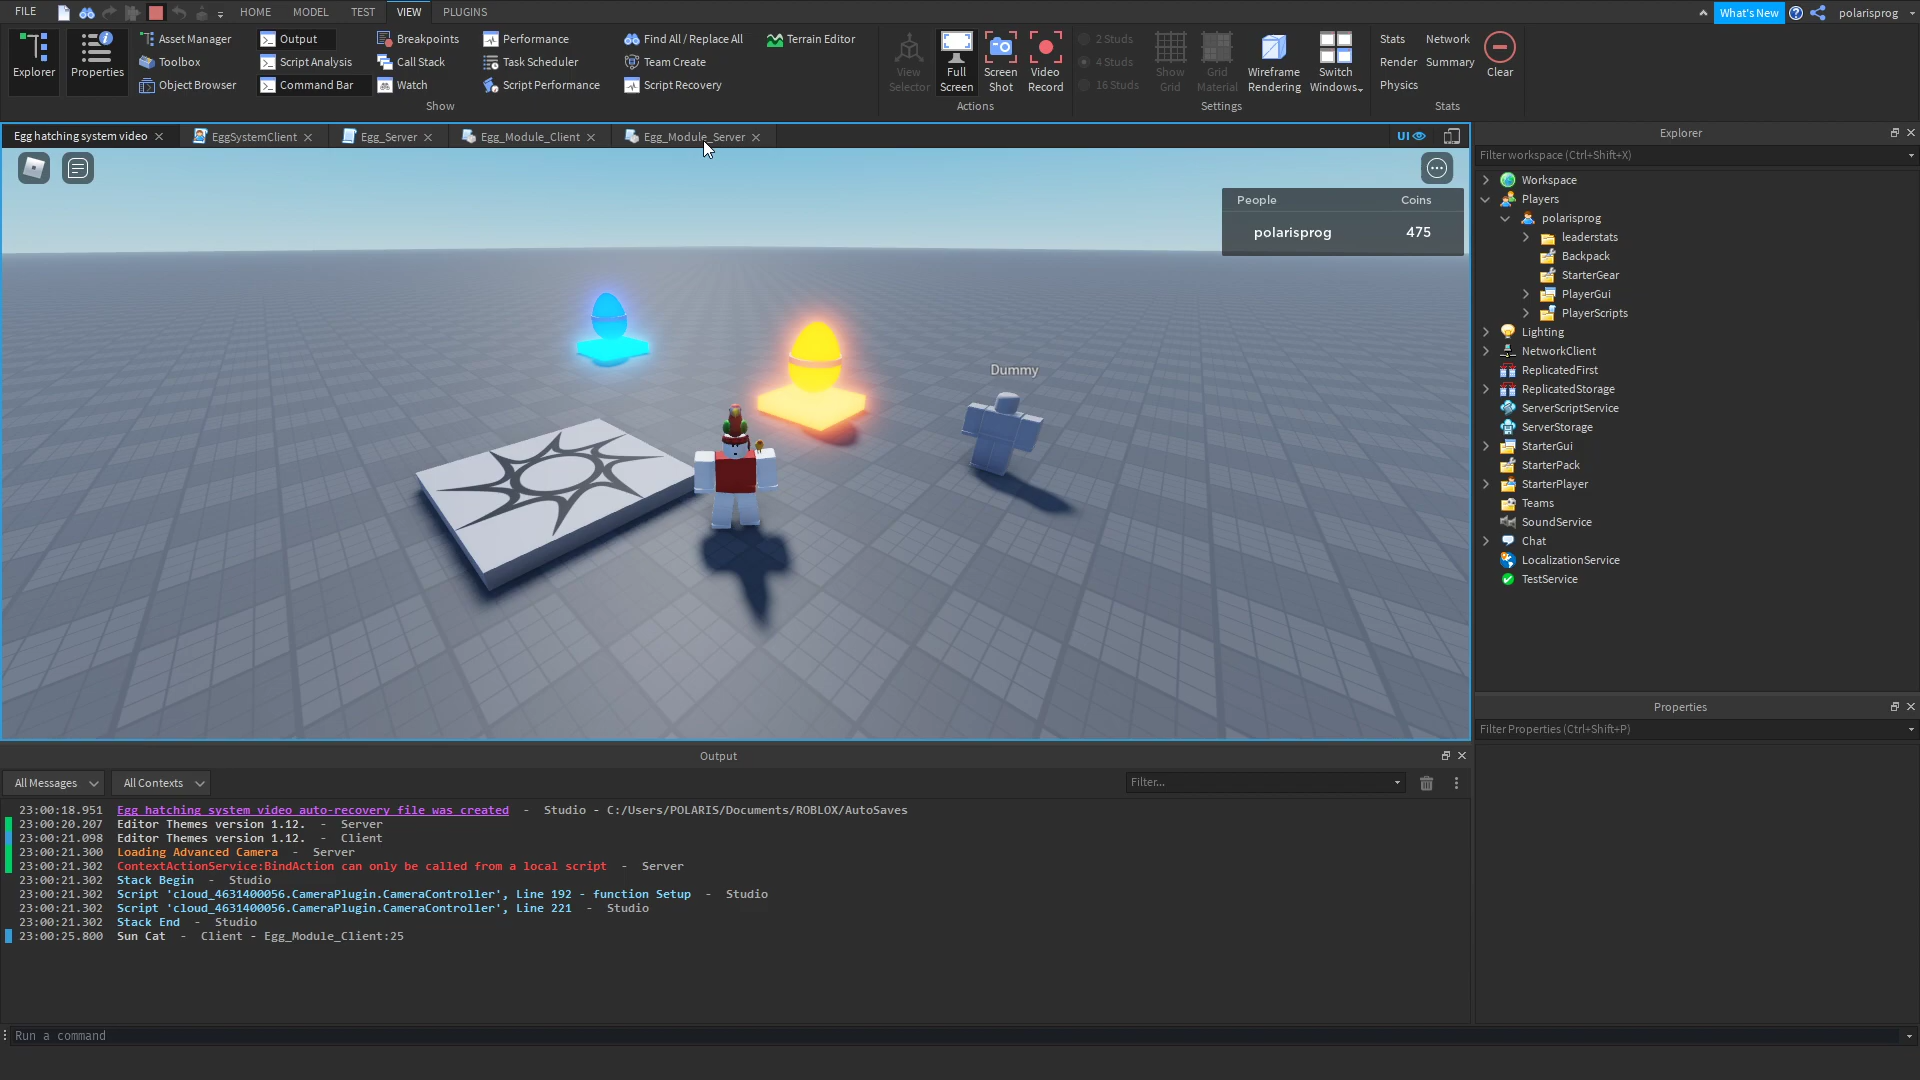 FILE HOME MODEL TEST VIEW PLUGINS What's New polarisprog
Explorer
Properties
Asset Manager
Toolbox
Object Browser
Output
Script Analysis
Command Bar
Breakpoints
Call Stack
Watch
Performance
Task Scheduler
Script Performance
Find All / Replace All
Team Create
Script Recovery
Terrain Editor
Show
View
Selector
Full
Screen
Screen
Shot
Video
Record
Actions
2 Studs
4 Studs
16 Studs
Show
Grid
Grid
Material
Wireframe
Rendering
Switch
Windows
Settings
Stats Network
Render Summary
Physics
Clear
Stats
Egg hatching system video EggSystemClient Egg_Server Egg_Module_Client Egg_Module_Server UI
People Coins
polarisprog 475
Dummy
Explorer
Filter workspace (Ctrl+Shift+X)
Workspace
Players
polarisprog
leaderstats
Backpack
StarterGear
PlayerGui
PlayerScripts
Lighting
NetworkClient
ReplicatedFirst
ReplicatedStorage
ServerScriptService
ServerStorage
StarterGui
StarterPack
StarterPlayer
Teams
SoundService
Chat
LocalizationService
TestService
Properties
Filter Properties (Ctrl+Shift+P)
Output
All Messages All Contexts Filter...
23:00:18.951 Egg hatching system video auto-recovery file was created - Studio - C:/Users/POLARIS/Documents/ROBLOX/AutoSaves
23:00:20.207 Editor Themes version 1.12. - Server
23:00:21.098 Editor Themes version 1.12. - Client
23:00:21.300 Loading Advanced Camera - Server
23:00:21.302 ContextActionService:BindAction can only be called from a local script - Server
23:00:21.302 Stack Begin - Studio
23:00:21.302 Script 'cloud_4631400056.CameraPlugin.CameraController', Line 192 - function Setup - Studio
23:00:21.302 Script 'cloud_4631400056.CameraPlugin.CameraController', Line 221 - Studio
23:00:21.302 Stack End - Studio
23:00:25.800 Sun Cat - Client - Egg_Module_Client:25
Run a command